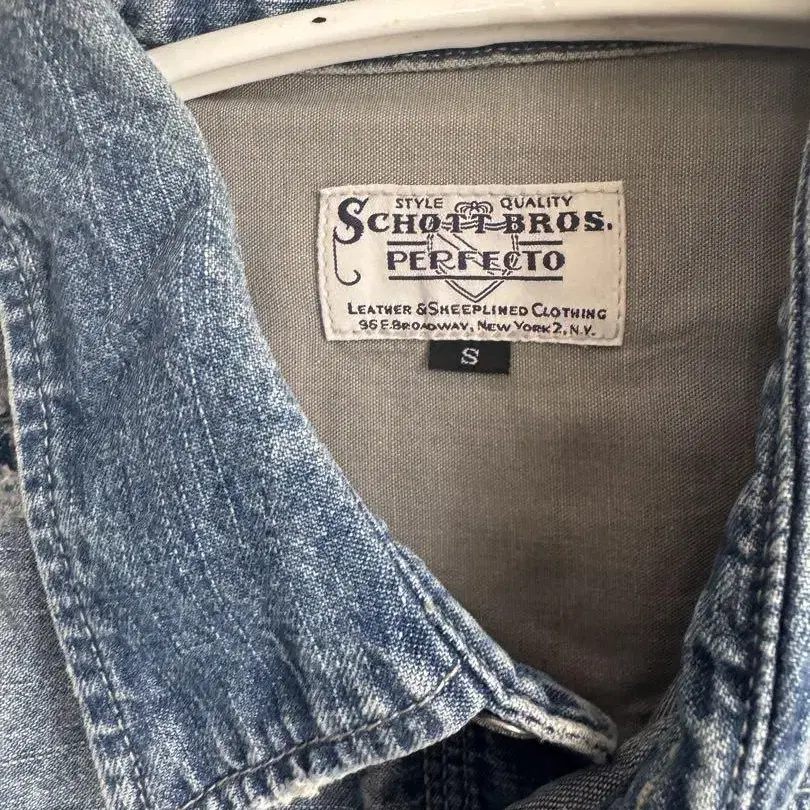 STYLE QUALITY
SCHOTT BROS.
PERFECTO
LEATHER & SHEEPLINED CLOTHING
96 E. BROADWAY, NEW YORK 2, N.Y.
S